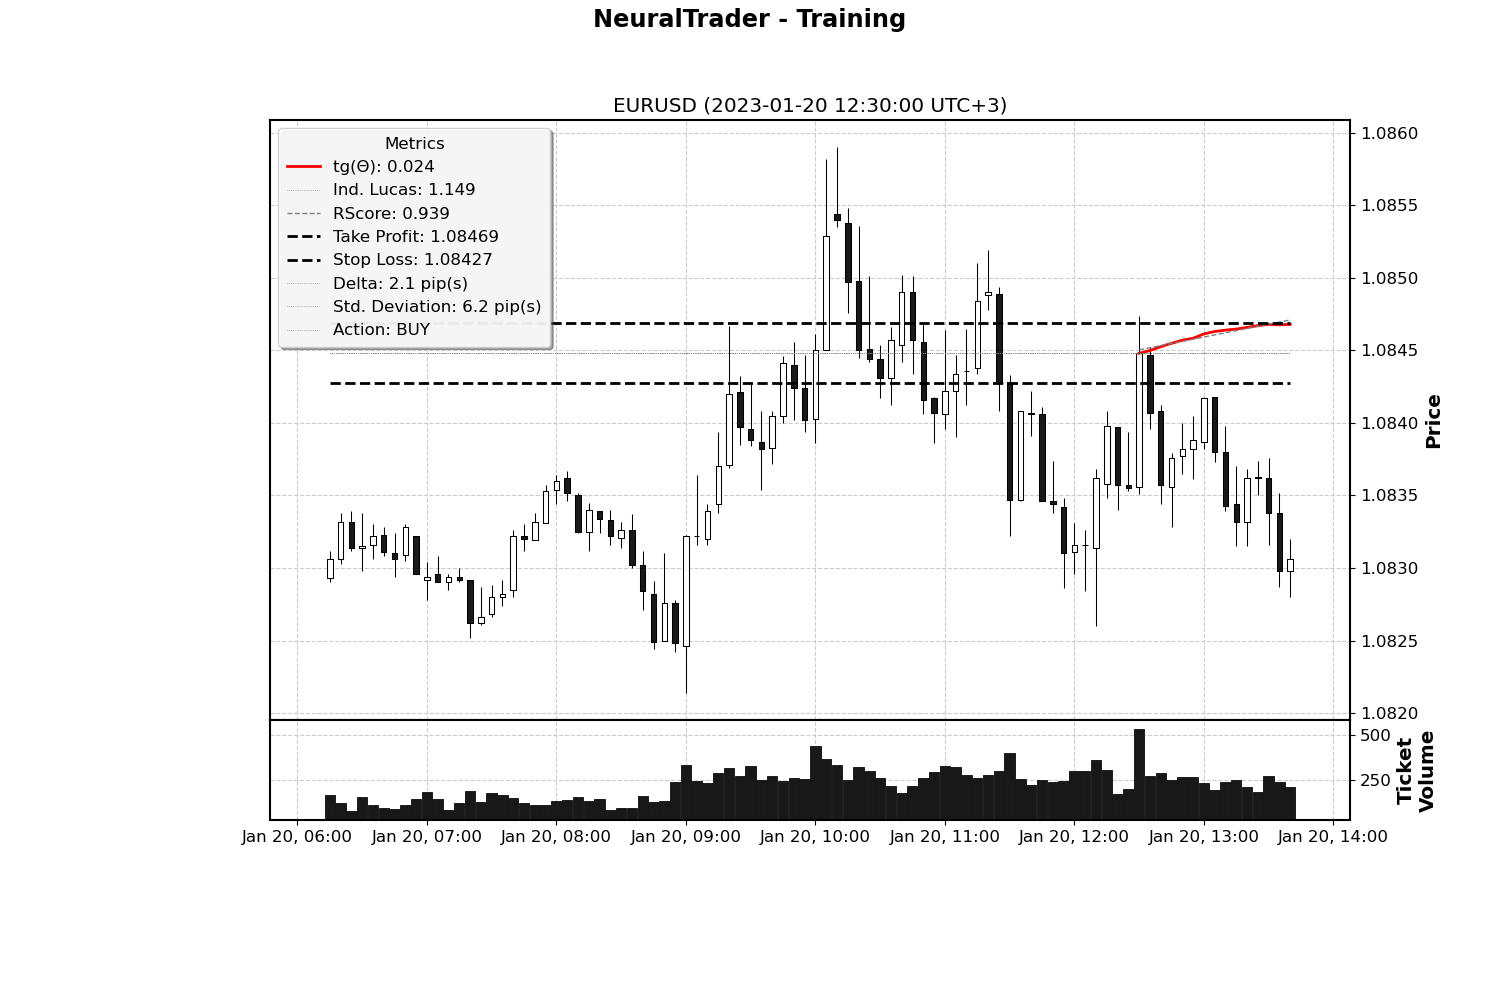 NeuralTrader - Training
EURUSD (2023-01-20 12:30:00 UTC+3)
Metrics
tg(Θ): 0.024
Ind. Lucas: 1.149
RScore: 0.939
Take Profit: 1.08469
Stop Loss: 1.08427
Delta: 2.1 pip(s)
Std. Deviation: 6.2 pip(s)
Action: BUY
1.0860
1.0855
1.0850
1.0845
1.0840
1.0835
1.0830
1.0825
1.0820
Price
500
250
Ticket
Volume
Jan 20, 06:00
Jan 20, 07:00
Jan 20, 08:00
Jan 20, 09:00
Jan 20, 10:00
Jan 20, 11:00
Jan 20, 12:00
Jan 20, 13:00
Jan 20, 14:00